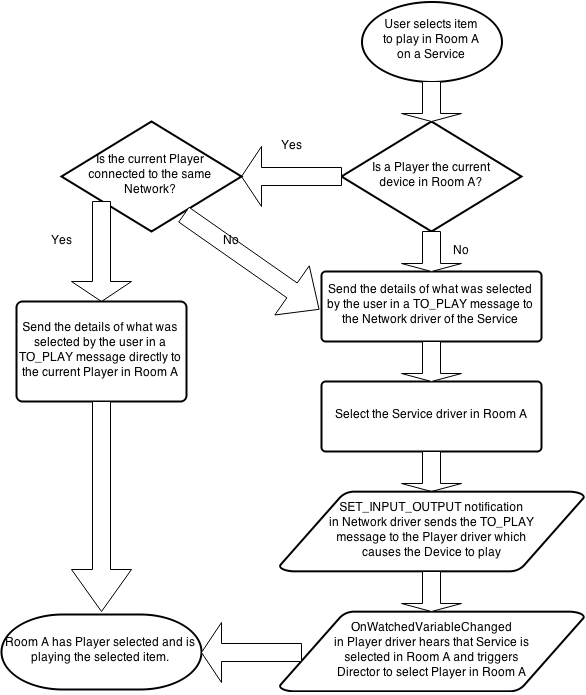 User selects item
to play in Room A
on a Service
Is a Player the current
device in Room A?
Yes
No
Is the current Player
connected to the same
Network?
Yes
No
Send the details of what was
selected by the user in a
TO_PLAY message directly to
the current Player in Room A
Send the details of what was selected
by the user in a TO_PLAY message to
the Network driver of the Service
Select the Service driver in Room A
SET_INPUT_OUTPUT notification
in Network driver sends the TO_PLAY
message to the Player driver which
causes the Device to play
OnWatchedVariableChanged
in Player driver hears that Service is
selected in Room A and triggers
Director to select Player in Room A
Room A has Player selected and is
playing the selected item.